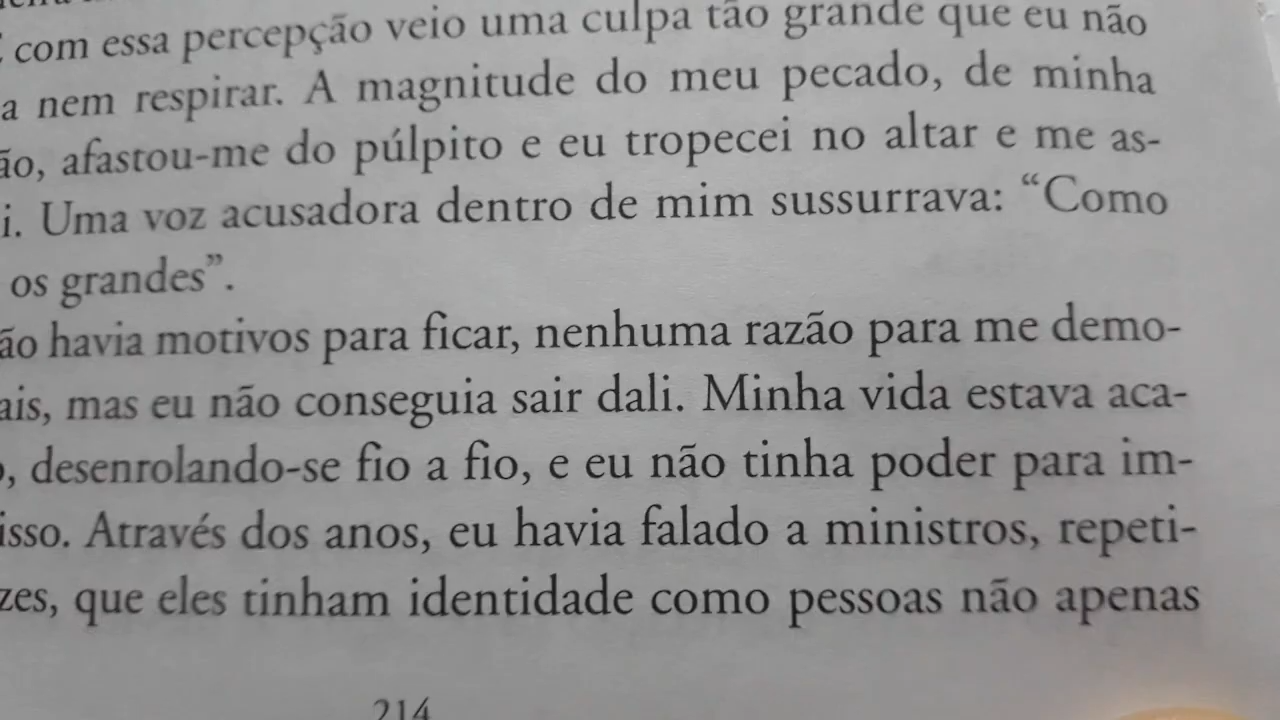 com essa percepção veio uma culpa tão grande que eu não
a nem respirar. A magnitude do meu pecado, de minha
ão, afastou-me do púlpito e eu tropecei no altar e me as-
i. Uma voz acusadora dentro de mim sussurrava: “Como
os grandes”.
ão havia motivos para ficar, nenhuma razão para me demo-
ais, mas eu não conseguia sair dali. Minha vida estava aca-
o, desenrolando-se fio a fio, e eu não tinha poder para im-
isso. Através dos anos, eu havia falado a ministros, repeti-
zes, que eles tinham identidade como pessoas não apenas
214